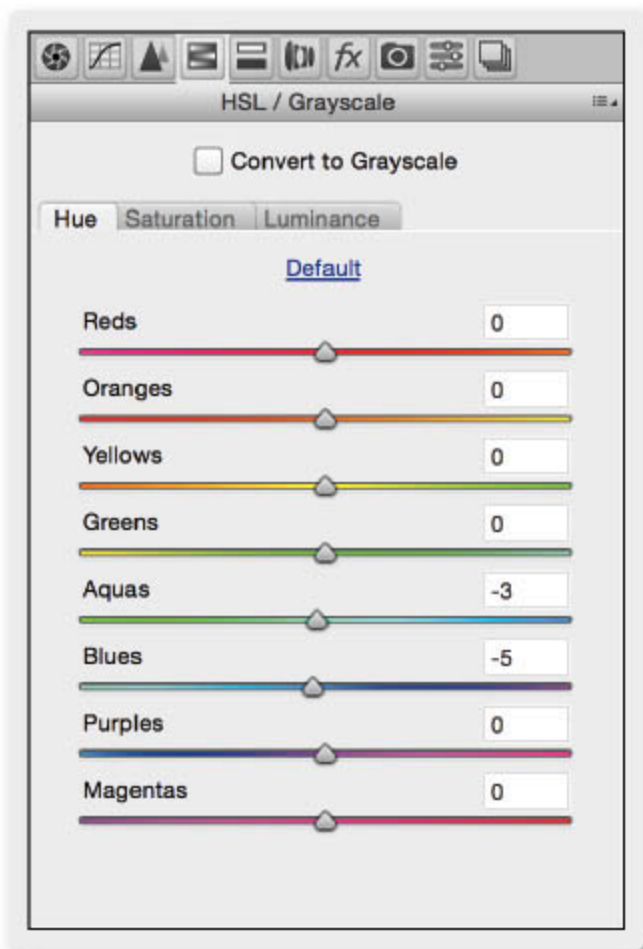 fx
HSL / Grayscale
Convert to Grayscale
Hue Saturation Luminance
Default
Reds 0
Oranges 0
Yellows 0
Greens 0
Aquas -3
Blues -5
Purples 0
Magentas 0